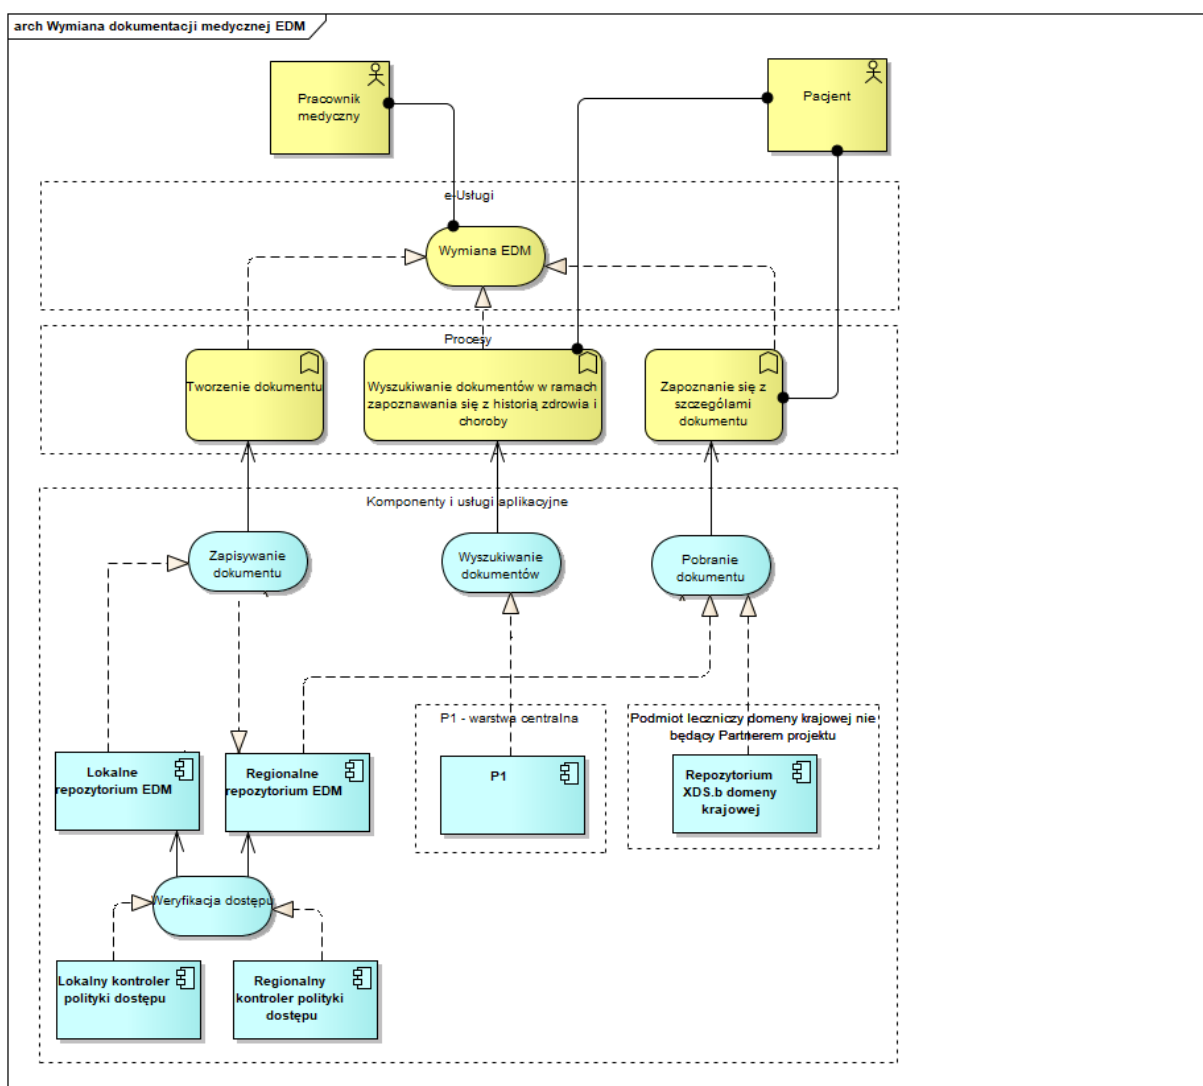 arch Wymiana dokumentacji medycznej EDM
Pracownik
medyczny
Pacjent
e-Usługi
Wymiana EDM
Procesy
Tworzenie dokumentu
Wyszukiwanie dokumentów w ramach
zapoznawania się z historią zdrowia i
choroby
Zapoznanie się z
szczególami
dokumentu
Komponenty i usługi aplikacyjne
Zapisywanie
dokumentu
Wyszukiwanie
dokumentów
Pobranie
dokumentu
P1 - warstwa centralna
Podmiot leczniczy domeny krajowej nie
będący Partnerem projektu
Lokalne
repozytorium EDM
Regionalne
repozytorium EDM
P1
Repozytorium
XDS.b domeny
krajowej
Weryfikacja dostępu
Lokalny kontroler
polityki dostępu
Regionalny
kontroler polityki
dostępu